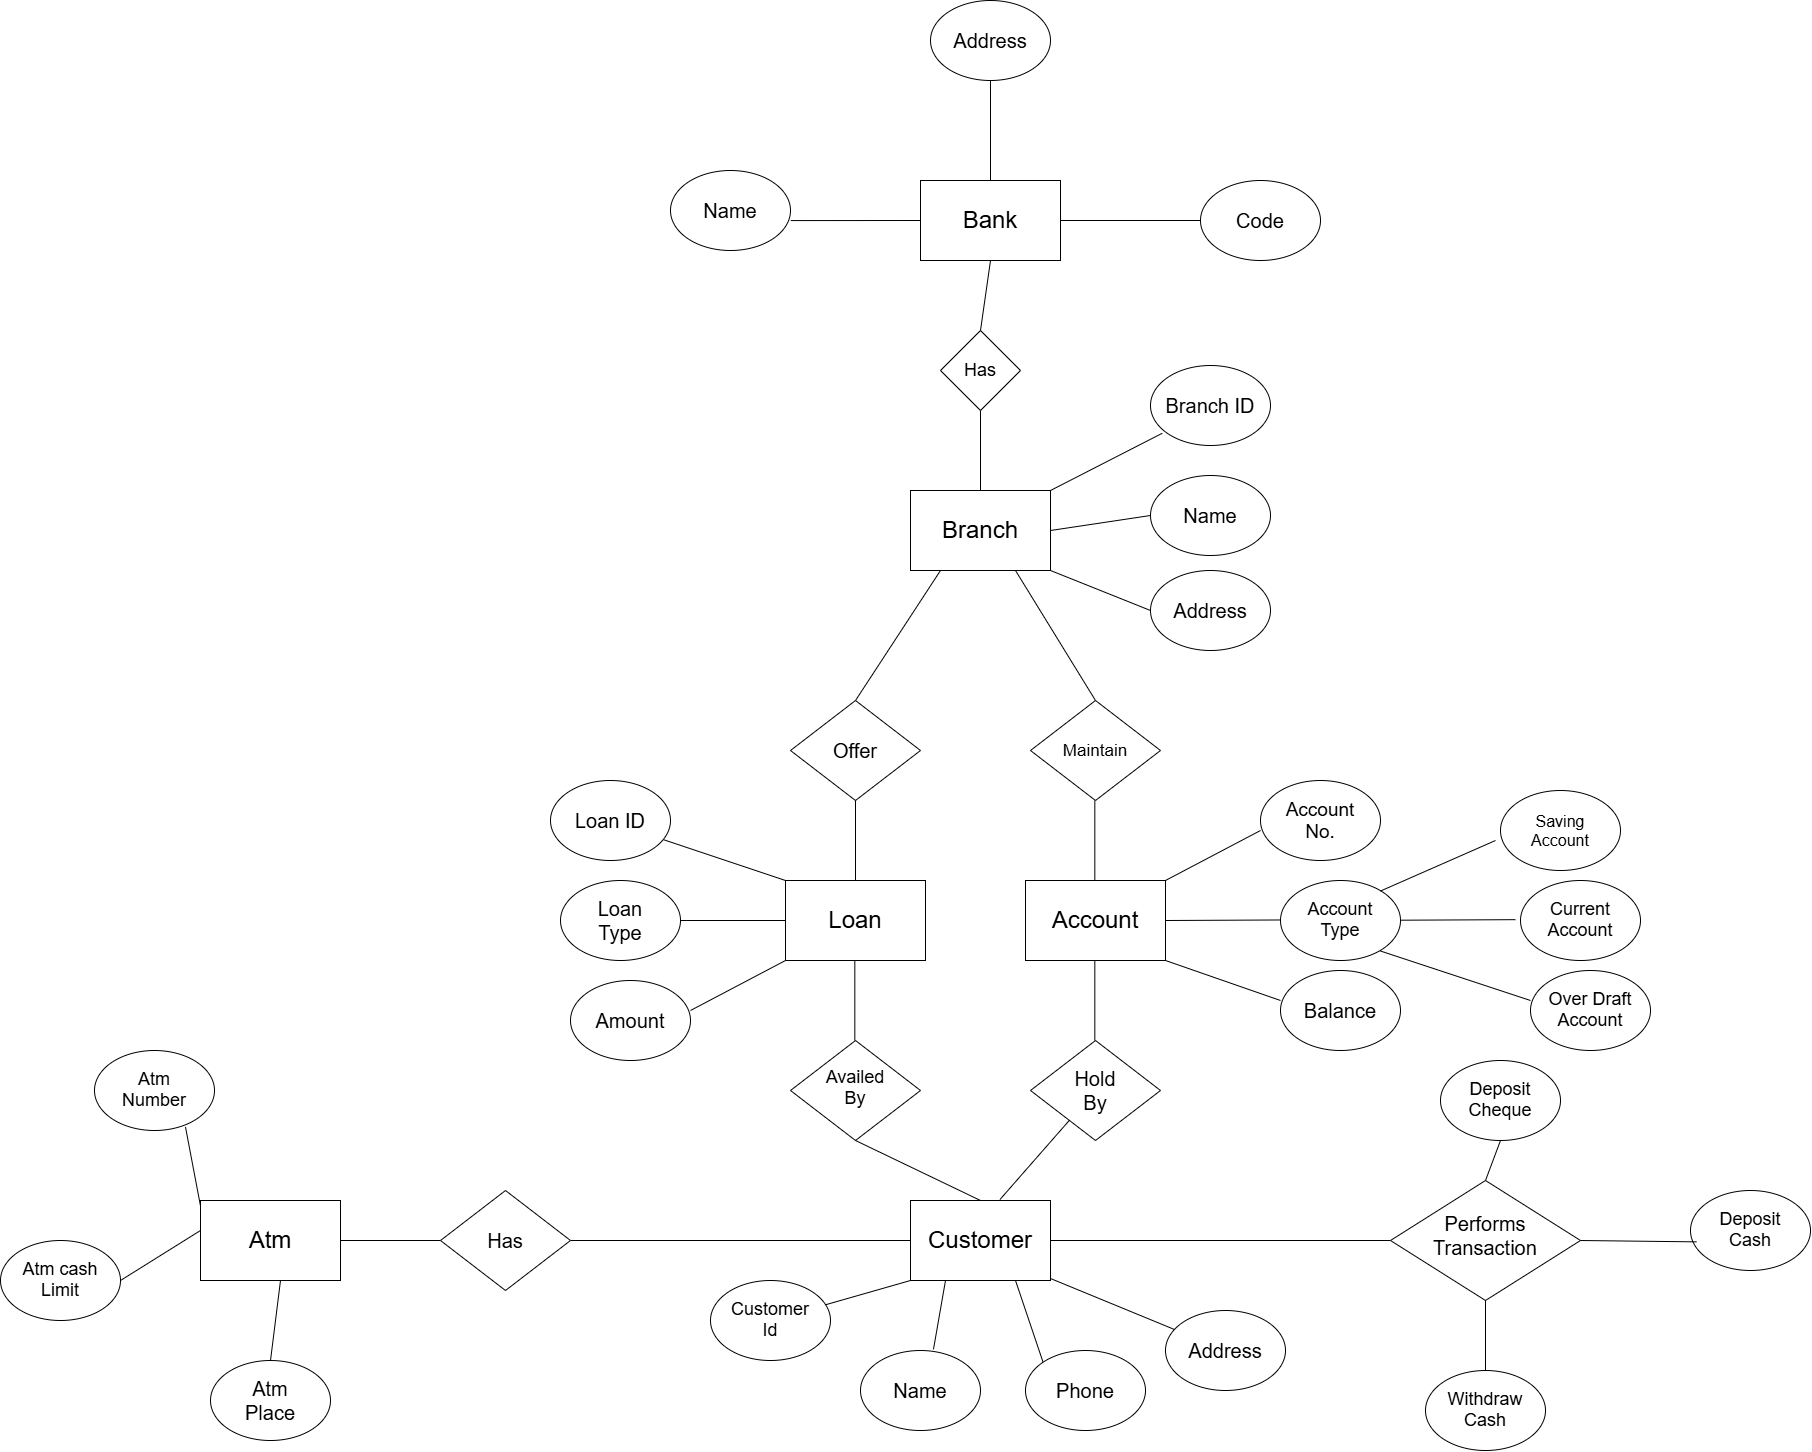 Address
Name
Bank
Code
Has
Branch ID
Branch
Name
Address
Offer
Maintain
Loan ID
Account
No.
Saving
Account
Loan
Type
Loan
Account
Account
Type
Current
Account
Amount
Balance
Over Draft
Account
Atm
Number
Availed
By
Hold
By
Deposit
Cheque
Atm
Has
Customer
Performs
Transaction
Deposit
Cash
Atm cash
Limit
Customer
Id
Address
Atm
Place
Name
Phone
Withdraw
Cash